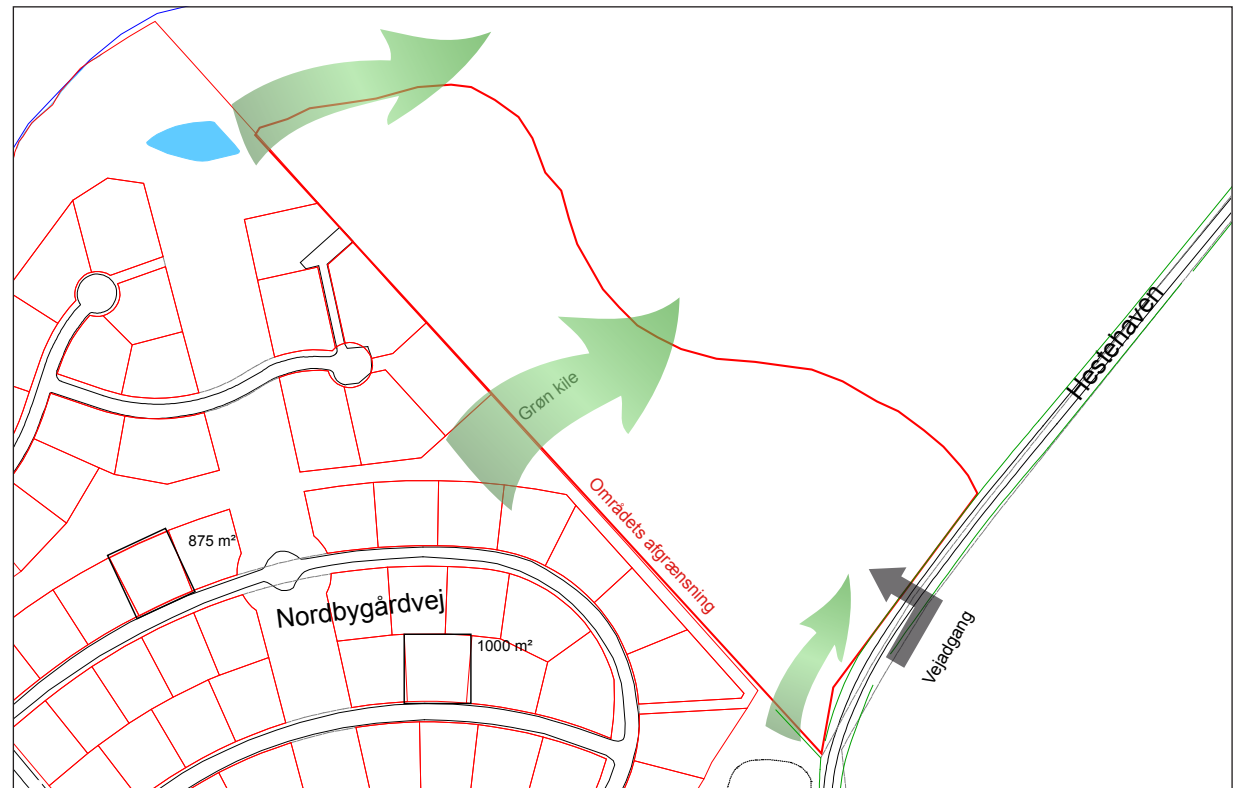 Hestehaven
Grøn kile
Områdets afgrænsning
875 m²
Nordbygårdvej
1000 m²
Vejadgang